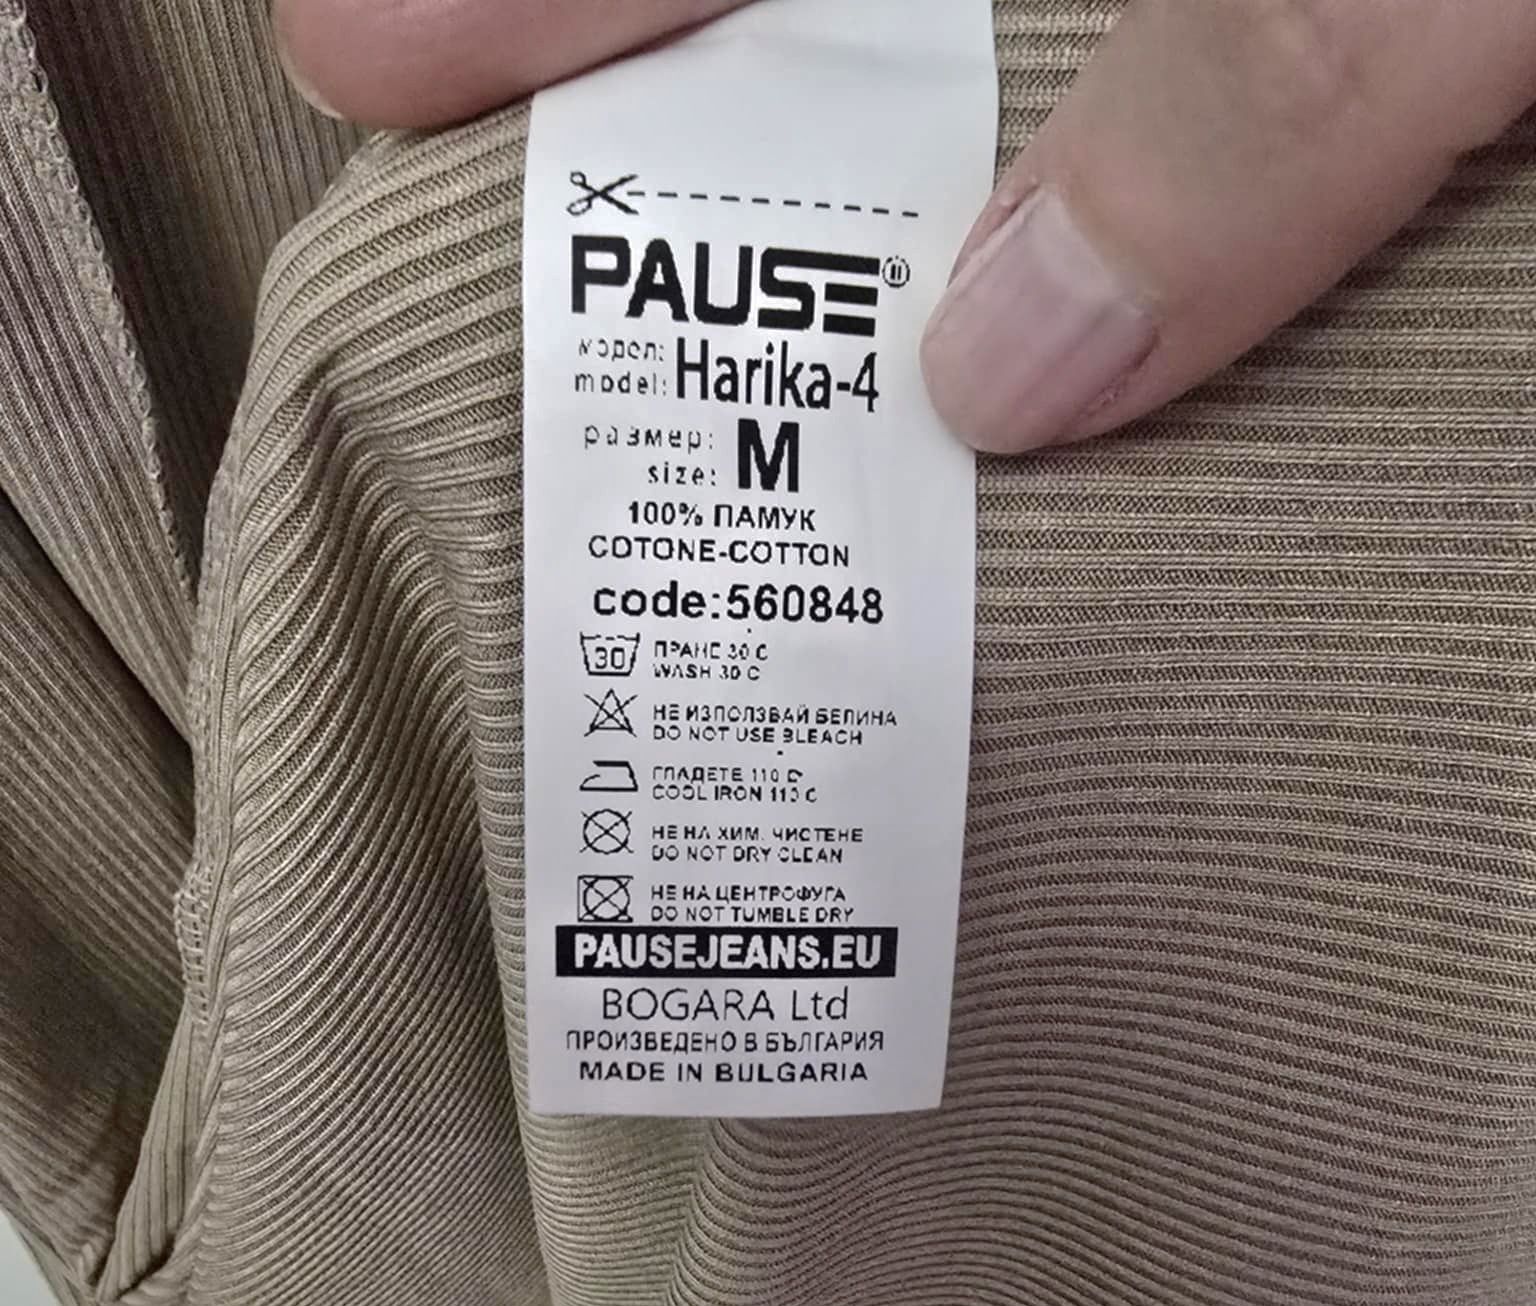 PAUSE
модел:
model: Harika-4
размер: M
size:
100% ПАМУК
COTONE-COTTON
code:560848
30 ПРАНЕ 30 C
WASH 30 C
НЕ ИЗПОЛЗВАЙ БЕЛИНА
DO NOT USE BLEACH
ГЛАДЕТЕ 110 C
COOL IRON 110 C
НЕ НА ХИМ. ЧИСТЕНЕ
DO NOT DRY CLEAN
НЕ НА ЦЕНТРОФУГА
DO NOT TUMBLE DRY
PAUSEJEANS.EU
BOGARA Ltd
ПРОИЗВЕДЕНО В БЪЛГАРИЯ
MADE IN BULGARIA